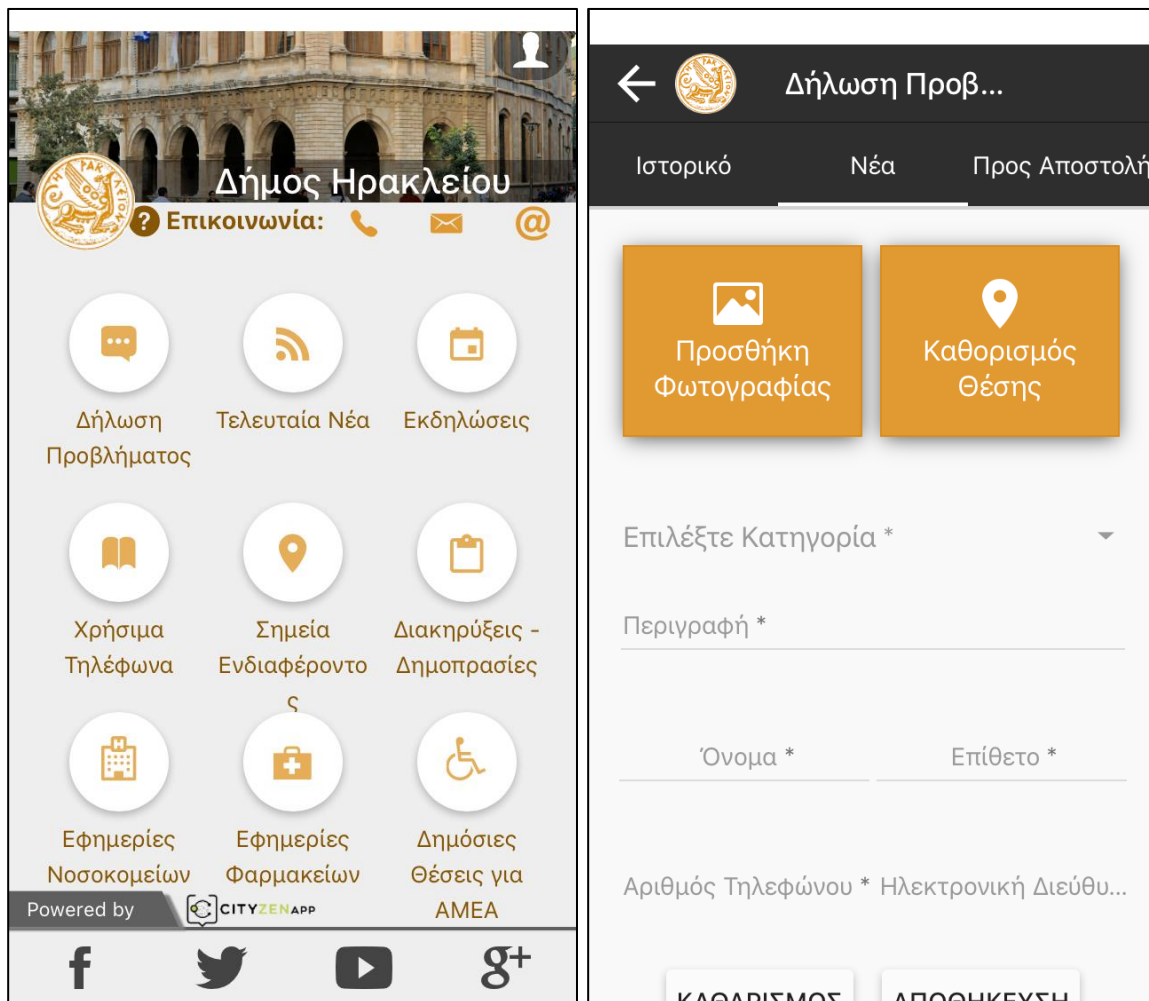 Δήμος Ηρακλείου
? Επικοινωνία: @
Δήλωση
Προβλήματος
Τελευταία Νέα
Εκδηλώσεις
Χρήσιμα
Τηλέφωνα
Σημεία
Ενδιαφέροντο
ς
Διακηρύξεις -
Δημοπρασίες
Εφημερίες
Νοσοκομείων
Εφημερίες
Φαρμακείων
Δημόσιες
Θέσεις για
ΑΜΕΑ
Powered by CITYZENAPP
f g+
Δήλωση Προβ...
Ιστορικό Νέα Προς Αποστολή
Προσθήκη
Φωτογραφίας
Καθορισμός
Θέσης
Επιλέξτε Κατηγορία *
Περιγραφή *
Όνομα * Επίθετο *
Αριθμός Τηλεφώνου * Ηλεκτρονική Διεύθυ...
ΚΑΘΑΡΙΣΜΟΣ ΑΠΟΘΗΚΕΥΣΗ